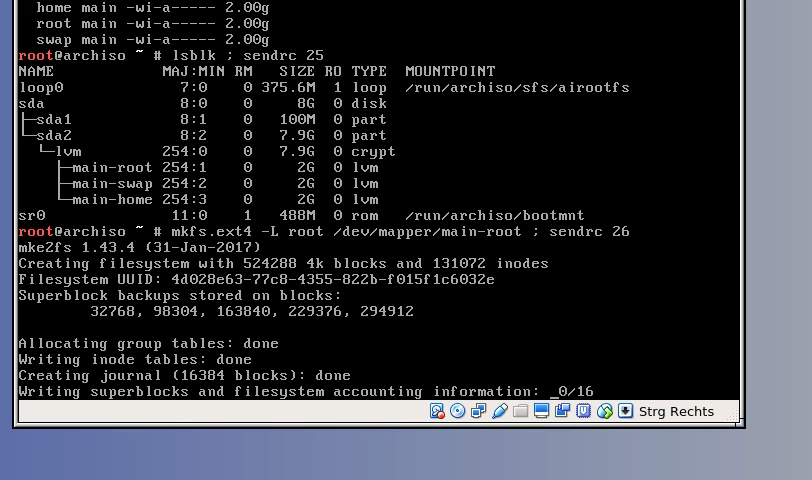 home main -wi-a----- 2.00g
root main -wi-a----- 2.00g
swap main -wi-a----- 2.00g
root@archiso ~ # lsblk ; sendrc 25
NAME MAJ:MIN RM SIZE RO TYPE MOUNTPOINT
loop0 7:0 0 375.6M 1 loop /run/archiso/sfs/airootfs
sda 8:0 0 8G 0 disk
├─sda1 8:1 0 100M 0 part
└─sda2 8:2 0 7.9G 0 part
└─lvm 254:0 0 7.9G 0 crypt
├─main-root 254:1 0 2G 0 lvm
├─main-swap 254:2 0 2G 0 lvm
└─main-home 254:3 0 2G 0 lvm
sr0 11:0 1 488M 0 rom /run/archiso/bootmnt
root@archiso ~ # mkfs.ext4 -L root /dev/mapper/main-root ; sendrc 26
mke2fs 1.43.4 (31-Jan-2017)
Creating filesystem with 524288 4k blocks and 131072 inodes
Filesystem UUID: 4d028e63-77c8-4355-822b-f015f1c6032e
Superblock backups stored on blocks:
32768, 98304, 163840, 229376, 294912
Allocating group tables: done
Writing inode tables: done
Creating journal (16384 blocks): done
Writing superblocks and filesystem accounting information: _0/16
Strg Rechts